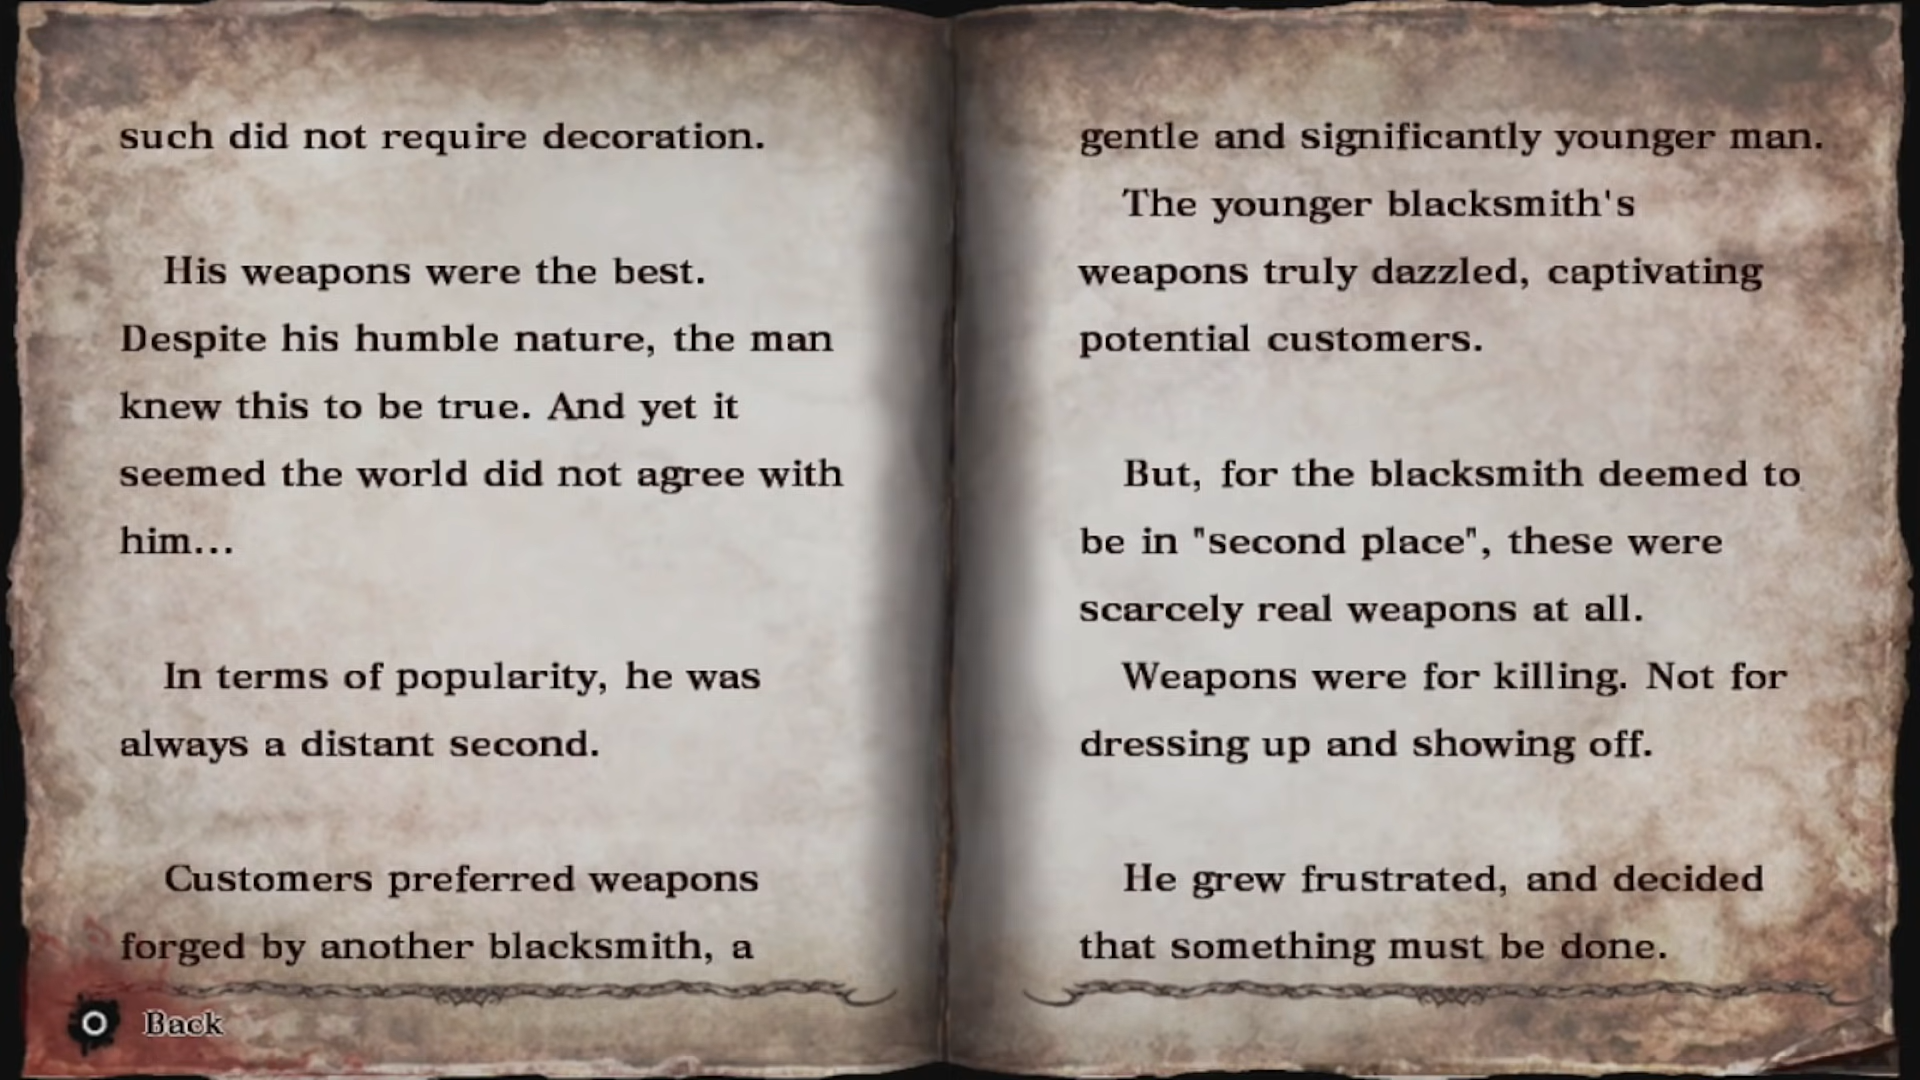 such did not require decoration.
His weapons were the best.
Despite his humble nature, the man
knew this to be true. And yet it
seemed the world did not agree with
him...
In terms of popularity, he was
always a distant second.
Customers preferred weapons
forged by another blacksmith, a
gentle and significantly younger man.
The younger blacksmith's
weapons truly dazzled, captivating
potential customers.
But, for the blacksmith deemed to
be in "second place", these were
scarcely real weapons at all.
Weapons were for killing. Not for
dressing up and showing off.
He grew frustrated, and decided
that something must be done.
Back